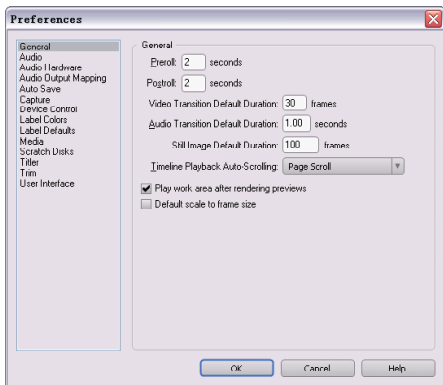 Preferences
General
Audio
Audio Hardware
Audio Output Mapping
Auto Save
Capture
Device Control
Label Colors
Label Defaults
Media
Scratch Disks
Titler
Trim
User Interface
General
Preroll: 2 seconds
Postroll: 2 seconds
Video Transition Default Duration: 30 frames
Audio Transition Default Duration: 1.00 seconds
Still Image Default Duration: 100 frames
Timeline Playback Auto-Scrolling: Page Scroll
Play work area after rendering previews
Default scale to frame size
OK Cancel Help